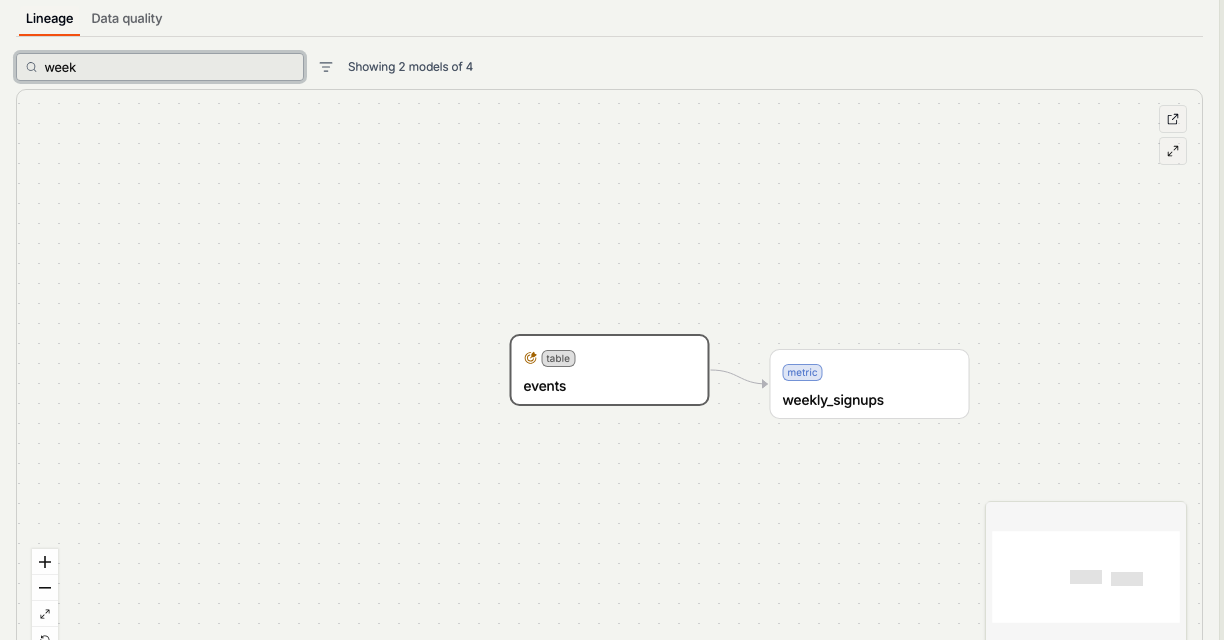 Lineage
Data quality
week
Showing 2 models of 4
table
events
metric
weekly_signups